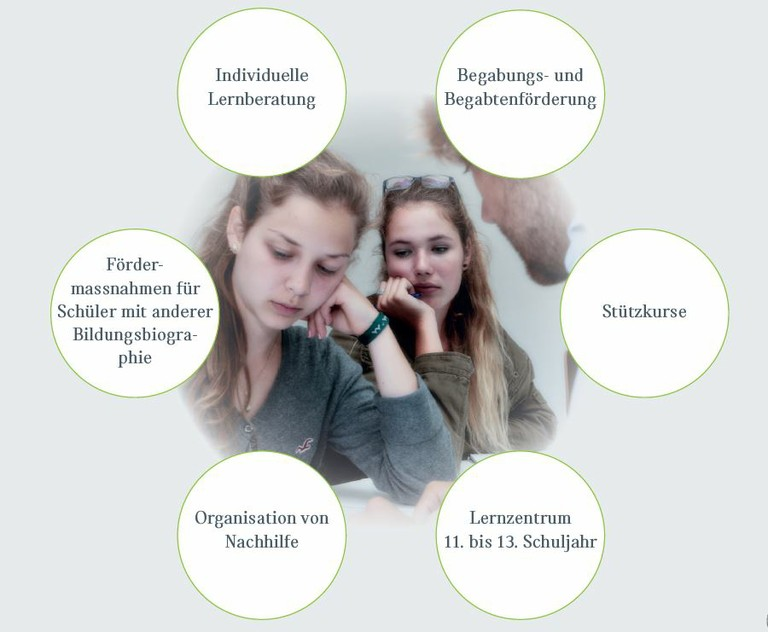 Individuelle
Lernberatung
Begabungs- und
Begabtenförderung
Förder-
massnahmen für
Schüler mit anderer
Bildungsbiogra-
phie
Stützkurse
Organisation von
Nachhilfe
Lernzentrum
11. bis 13. Schuljahr